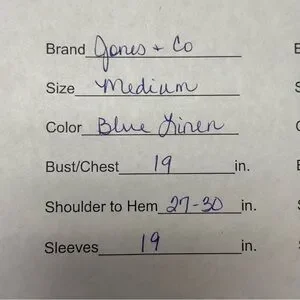 Brand Jones + Co
Size Medium
Color Blue Linen
Bust/Chest 19 in.
Shoulder to Hem 27-30 in.
Sleeves 19 in.